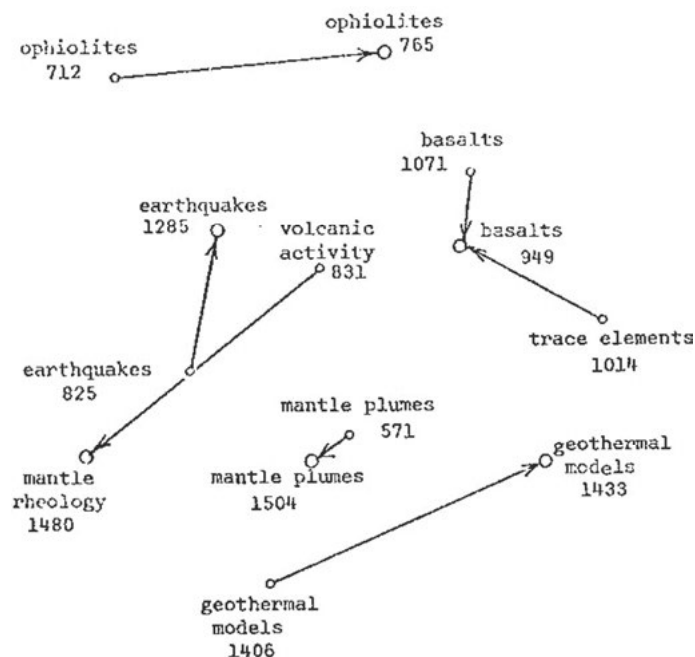 ophiolites
712
ophiolites
765
basalts
1071
earthquakes
1285
volcanic
activity
831
basalts
949
trace elements
1014
earthquakes
825
mantle plumes
571
geothermal
models
1433
mantle
rheology
1480
mantle plumes
1504
geothermal
models
1406